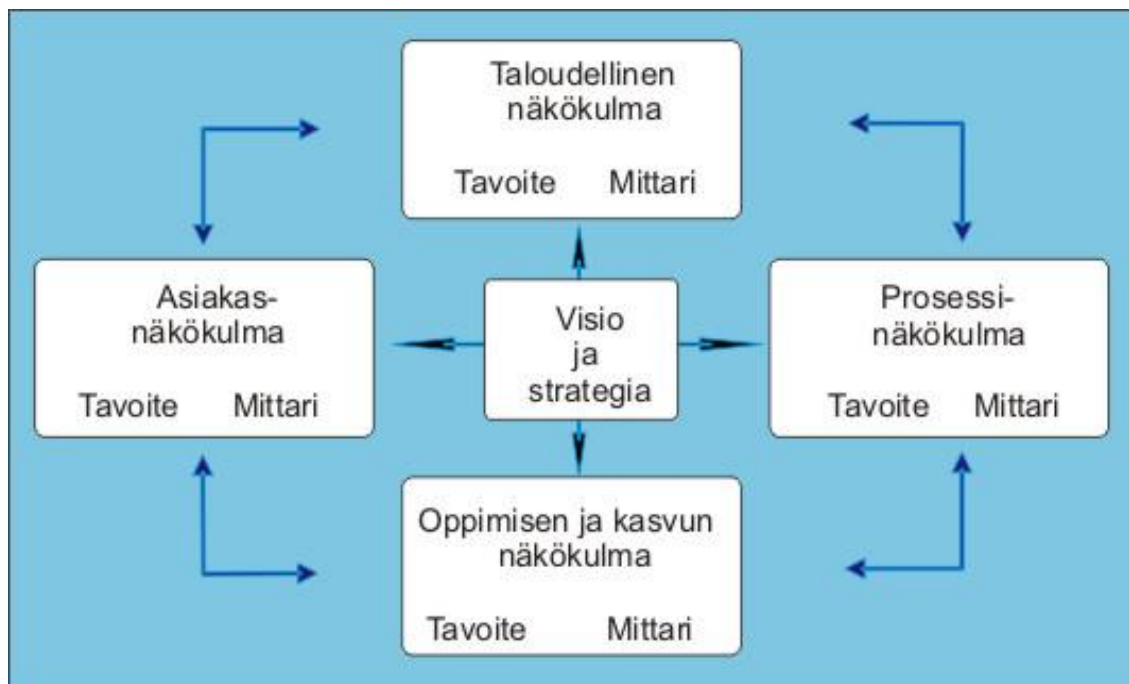 Taloudellinen
näkökulma
Tavoite Mittari
Asiakas-
näkökulma
Tavoite Mittari
Visio
ja
strategia
Prosessi-
näkökulma
Tavoite Mittari
Oppimisen ja kasvun
näkökulma
Tavoite Mittari